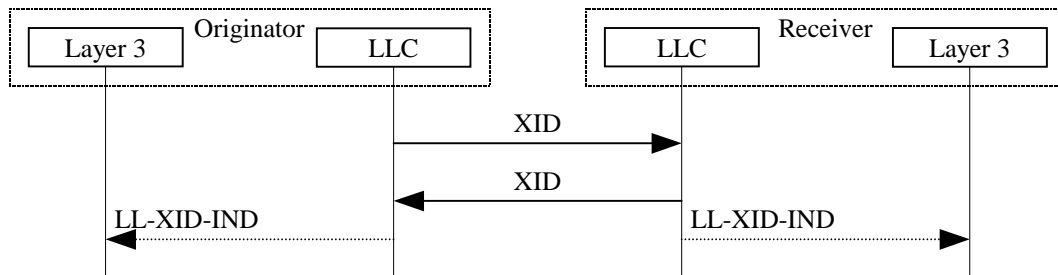 Originator
Receiver
Layer 3
LLC
LLC
Layer 3
XID
XID
LL-XID-IND
LL-XID-IND